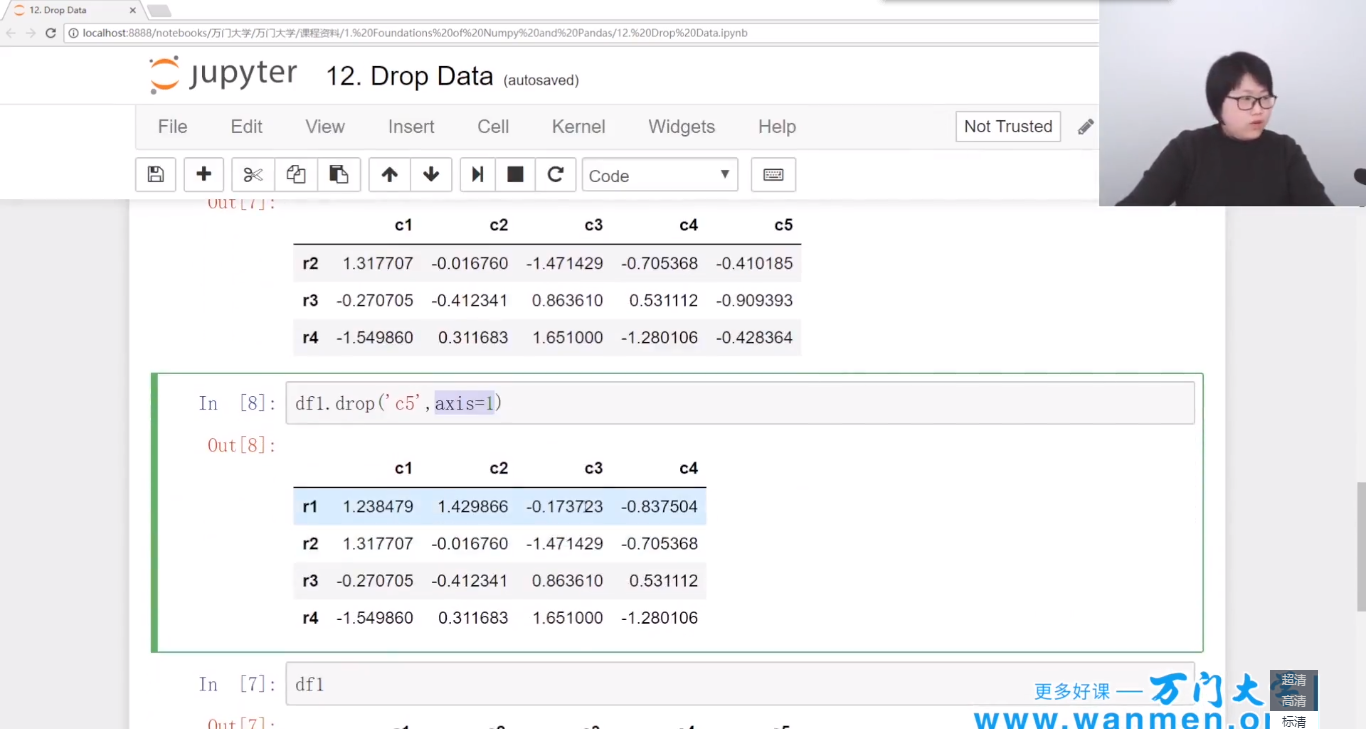 12. Drop Data
localhost:8888/notebooks/万门大学/万门大学/课程资料/1.%20Foundations%20of%20Numpy%20and%20Pandas/12.%20Drop%20Data.ipynb
jupyter 12. Drop Data (autosaved)
File Edit View Insert Cell Kernel Widgets Help Not Trusted
Code
Out[7]:
c1 c2 c3 c4 c5
r2 1.317707 -0.016760 -1.471429 -0.705368 -0.410185
r3 -0.270705 -0.412341 0.863610 0.531112 -0.909393
r4 -1.549860 0.311683 1.651000 -1.280106 -0.428364
In [8]: df1.drop('c5',axis=1)
Out[8]:
c1 c2 c3 c4
r1 1.238479 1.429866 -0.173723 -0.837504
r2 1.317707 -0.016760 -1.471429 -0.705368
r3 -0.270705 -0.412341 0.863610 0.531112
r4 -1.549860 0.311683 1.651000 -1.280106
In [7]: df1
更多好课 — 万门大学
超清
高清
标清
Out[7]:
www.wanmen.or